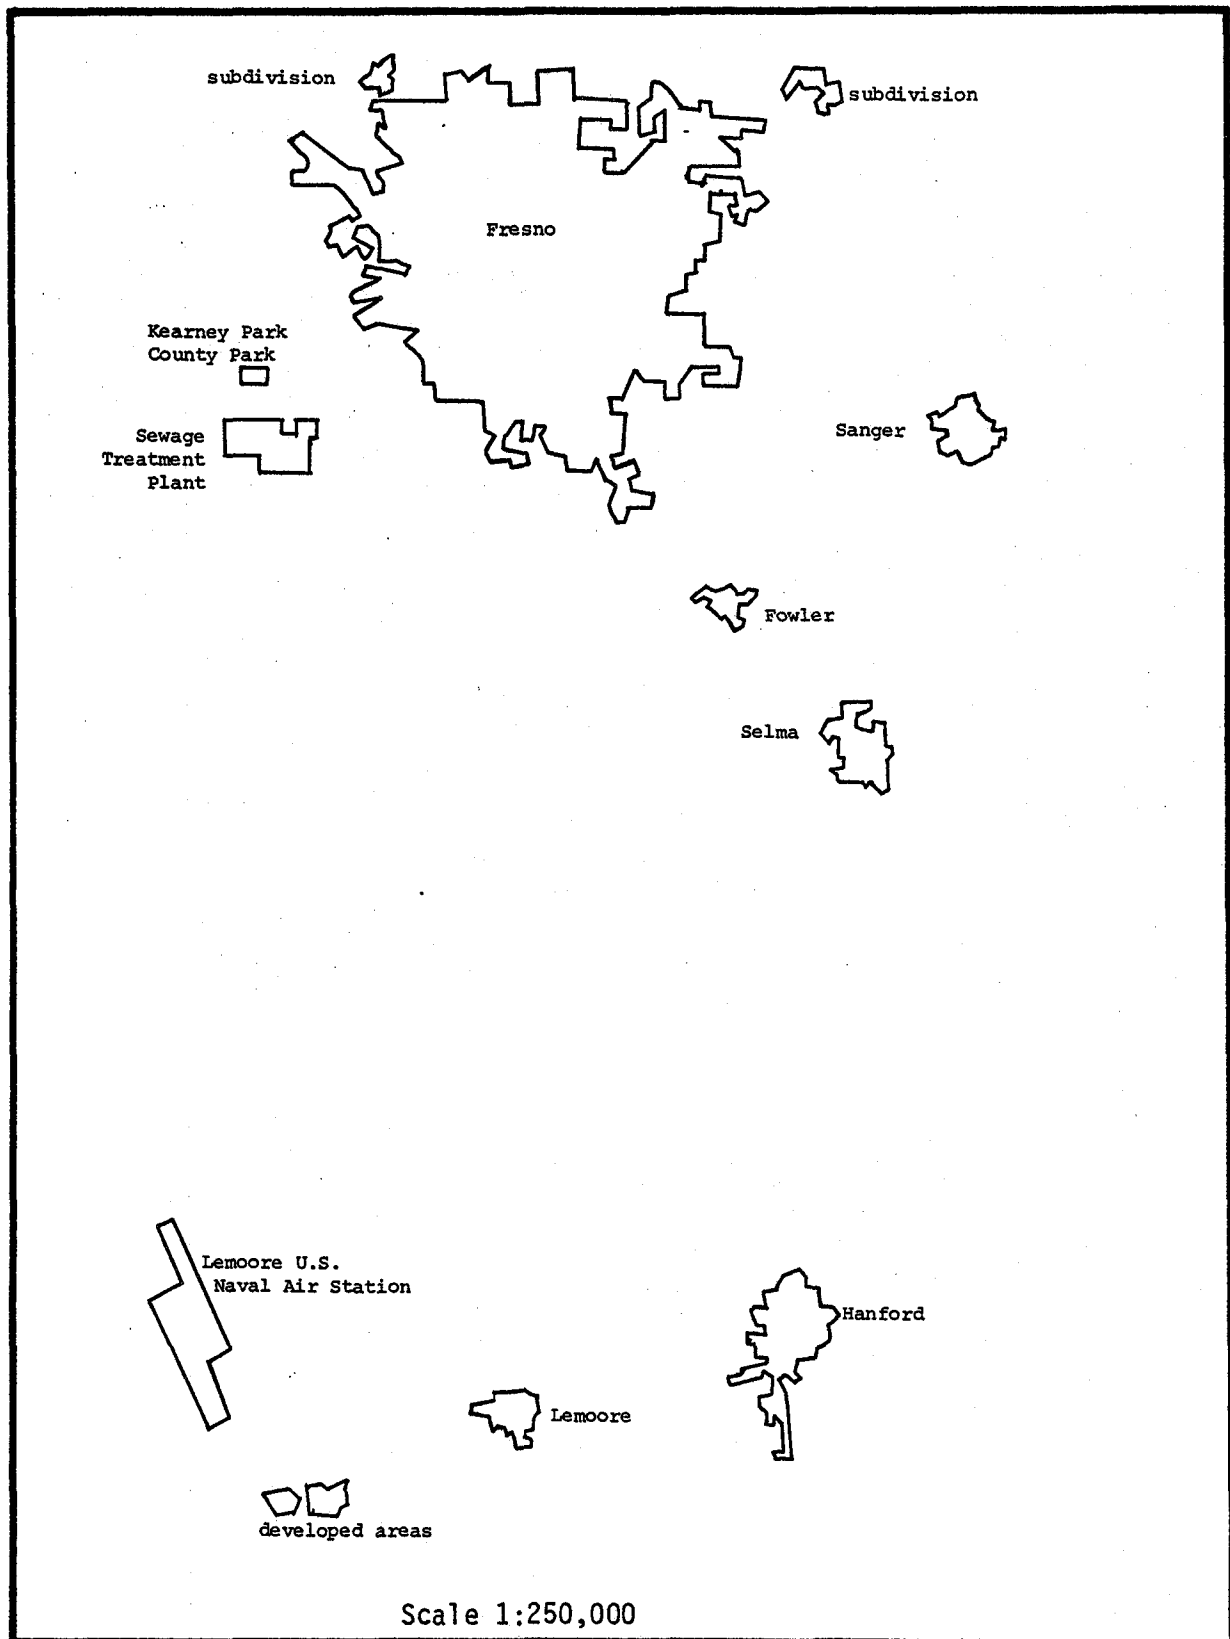 subdivision
subdivision
Fresno
Kearney Park
County Park
Sewage
Treatment
Plant
Sanger
Fowler
Selma
Lemoore U.S.
Naval Air Station
Hanford
Lemoore
developed areas
Scale 1:250,000